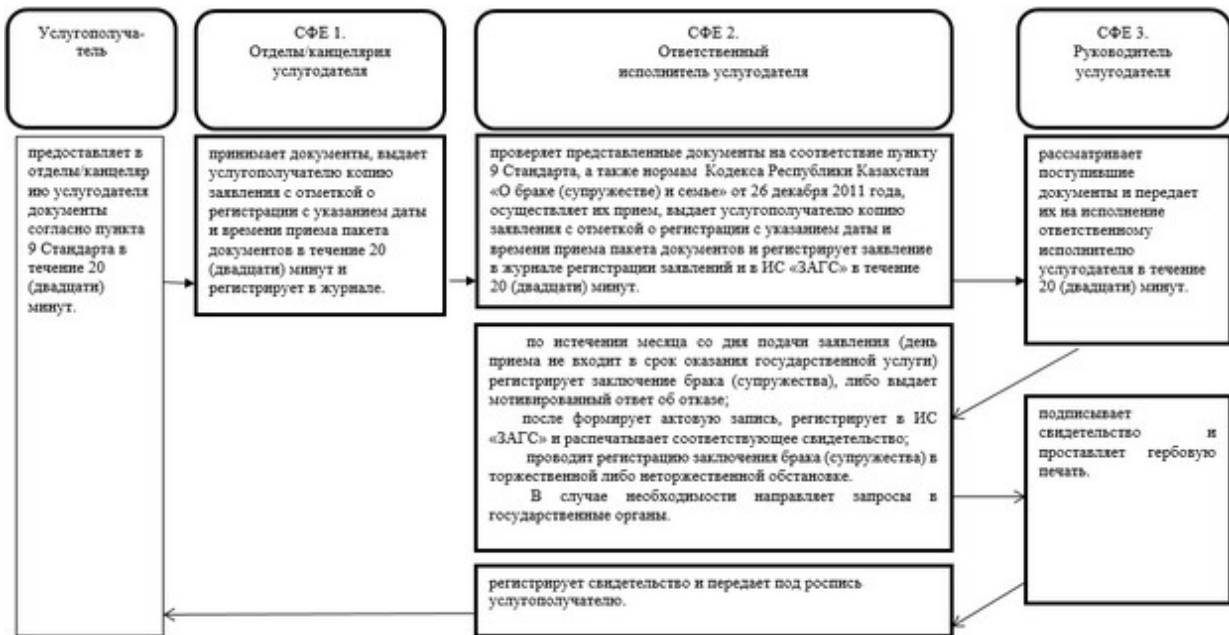 Услугополуча-
тель
СФЕ 1.
Отделы/канцелярия
услугодателя
СФЕ 2.
Ответственный
исполнитель услугодателя
СФЕ 3.
Руководитель
услугодателя
предоставляет в
отделы/канцеляр
ию услугодателя
документы
согласно пункта
9 Стандарта в
течение 20
(двадцати)
минут.
принимает документы, выдает
услугополучателю копию
заявления с отметкой о
регистрации с указанием даты
и времени приема пакета
документов в течение 20
(двадцати) минут и
регистрирует в журнале.
проверяет представленные документы на соответствие пункту
9 Стандарта, а также нормам Кодекса Республики Казахстан
«О браке (супружестве) и семье» от 26 декабря 2011 года,
осуществляет их прием, выдает услугополучателю копию
заявления с отметкой о регистрации с указанием даты и
времени приема пакета документов и регистрирует заявление
в журнале регистрации заявлений и в ИС «ЗАГС» в течение
20 (двадцати) минут.
рассматривает
поступившие
документы и передает
их на исполнение
ответственному
исполнителю
услугодателя в течение
20 (двадцати) минут.
по истечении месяца со дня подачи заявления (день
приема не входит в срок оказания государственной услуги)
регистрирует заключение брака (супружества), либо выдает
мотивированный ответ об отказе;
после формирует актовую запись, регистрирует в ИС
«ЗАГС» и распечатывает соответствующее свидетельство;
проводит регистрацию заключения брака (супружества) в
торжественной либо неторжественной обстановке.
В случае необходимости направляет запросы в
государственные органы.
подписывает
свидетельство и
проставляет гербовую
печать.
регистрирует свидетельство и передает под роспись
услугополучателю.